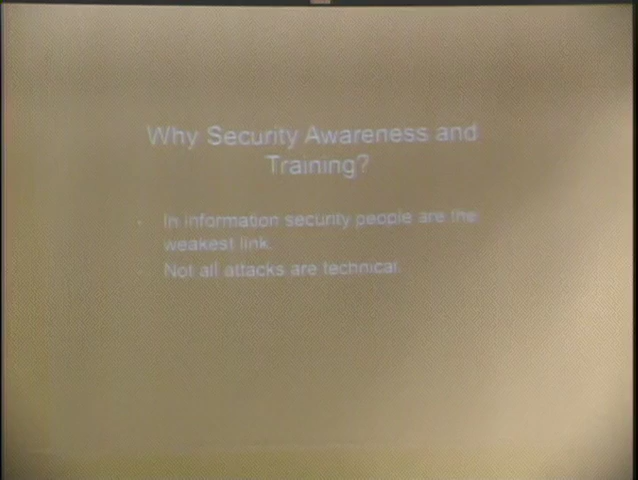 Why Security Awareness and
Training?
In information security people are the
weakest link.
Not all attacks are technical.